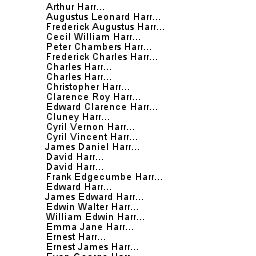 Arthur Harr...
Augustus Leonard Harr...
Frederick Augustus Harr...
Cecil William Harr...
Peter Chambers Harr...
Frederick Charles Harr...
Charles Harr...
Charles Harr...
Christopher Harr...
Clarence Roy Harr...
Edward Clarence Harr...
Cluney Harr...
Cyril Vernon Harr...
Cyril Vincent Harr...
James Daniel Harr...
David Harr...
David Harr...
Frank Edgecumbe Harr...
Edward Harr...
James Edward Harr...
Edwin Walter Harr...
William Edwin Harr...
Emma Jane Harr...
Ernest Harr...
Ernest James Harr...